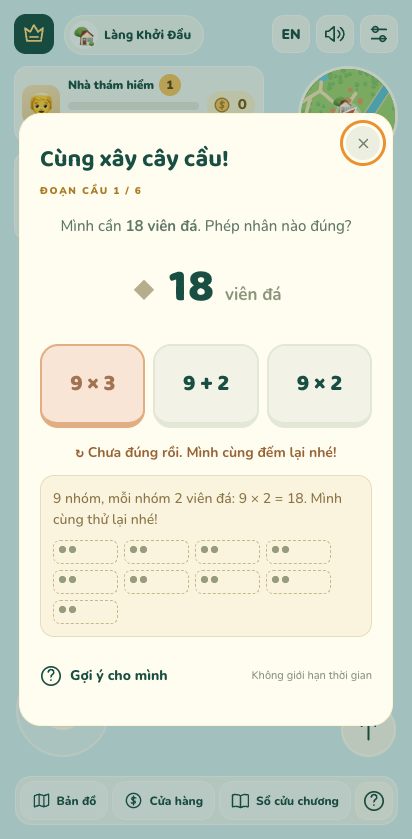 Làng Khởi Đầu
EN
Nhà thám hiểm 1
0
Cùng xây cây cầu!
ĐOẠN CẦU 1 / 6
Mình cần 18 viên đá. Phép nhân nào đúng?
18 viên đá
9 × 3
9 + 2
9 × 2
↻ Chưa đúng rồi. Mình cùng đếm lại nhé!
9 nhóm, mỗi nhóm 2 viên đá: 9 × 2 = 18. Mình
cùng thử lại nhé!
Gợi ý cho mình
Không giới hạn thời gian
Bản đồ
Cửa hàng
Sổ cửu chương